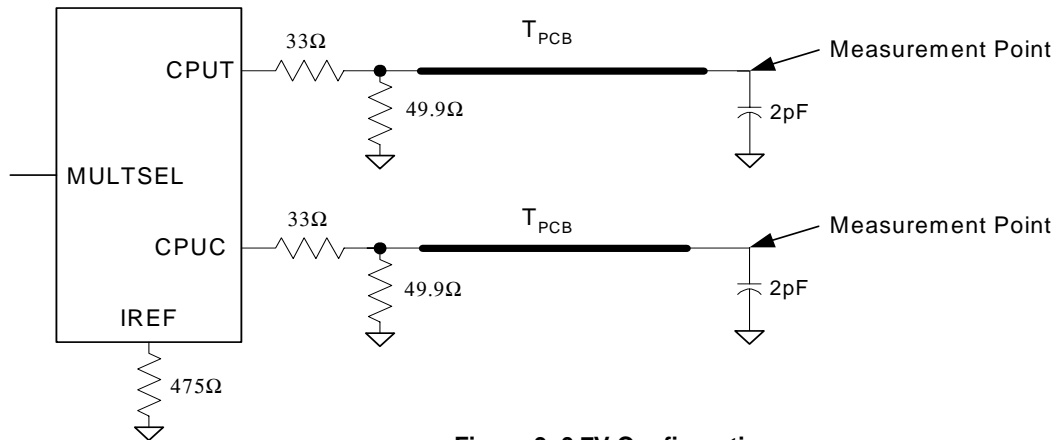 T_PCB
33Ω
Measurement Point
CPUT
49.9Ω
2pF
MULTSEL
T_PCB
33Ω
Measurement Point
CPUC
49.9Ω
2pF
IREF
475Ω